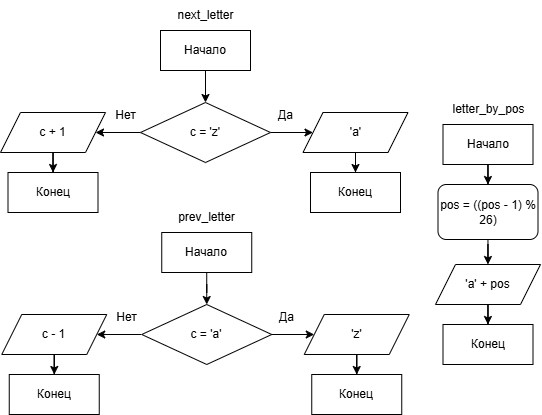 next_letter
Начало
c = 'z'
Нет
Да
c + 1
'a'
Конец
Конец
prev_letter
Начало
c = 'a'
Нет
Да
c - 1
'z'
Конец
Конец
letter_by_pos
Начало
pos = ((pos - 1) %
26)
'a' + pos
Конец